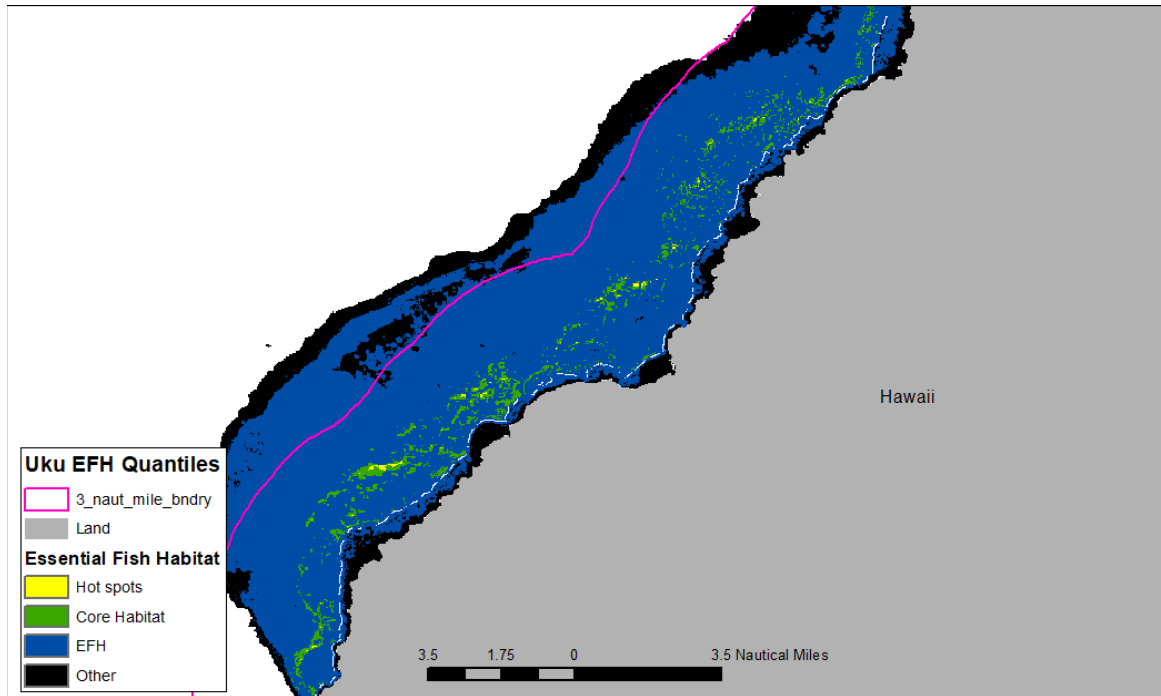 Hawaii
Uku EFH Quantiles
3_naut_mile_bndry
Land
Essential Fish Habitat
Hot spots
Core Habitat
EFH
Other
3.5 1.75 0 3.5 Nautical Miles